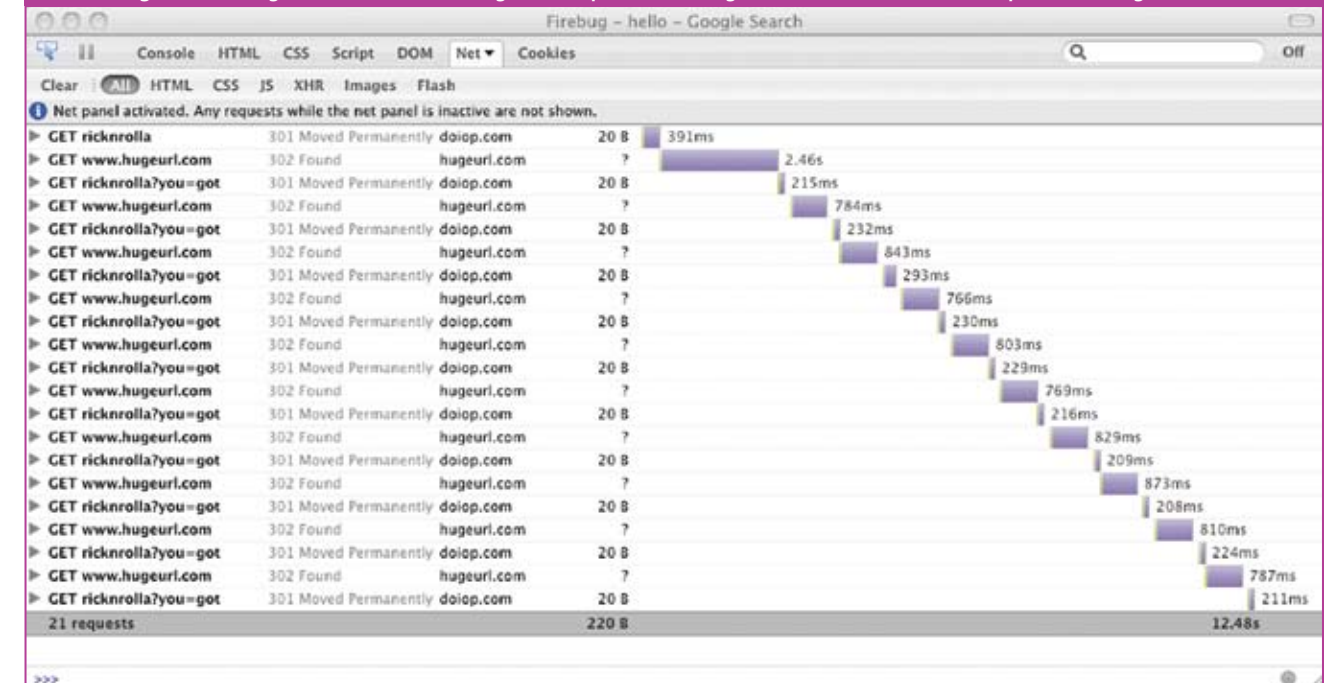 Firebug - hello - Google Search
Console HTML CSS Script DOM Net ▾ Cookies Off
Clear All HTML CSS JS XHR Images Flash
Net panel activated. Any requests while the net panel is inactive are not shown.
GET ricknrolla 301 Moved Permanently doiop.com 20 B 391ms
GET www.hugeurl.com 302 Found hugeurl.com ? 2.46s
GET ricknrolla?you=got 301 Moved Permanently doiop.com 20 B 215ms
GET www.hugeurl.com 302 Found hugeurl.com ? 784ms
GET ricknrolla?you=got 301 Moved Permanently doiop.com 20 B 232ms
GET www.hugeurl.com 302 Found hugeurl.com ? 843ms
GET ricknrolla?you=got 301 Moved Permanently doiop.com 20 B 293ms
GET www.hugeurl.com 302 Found hugeurl.com ? 766ms
GET ricknrolla?you=got 301 Moved Permanently doiop.com 20 B 230ms
GET www.hugeurl.com 302 Found hugeurl.com ? 803ms
GET ricknrolla?you=got 301 Moved Permanently doiop.com 20 B 229ms
GET www.hugeurl.com 302 Found hugeurl.com ? 769ms
GET ricknrolla?you=got 301 Moved Permanently doiop.com 20 B 216ms
GET www.hugeurl.com 302 Found hugeurl.com ? 829ms
GET ricknrolla?you=got 301 Moved Permanently doiop.com 20 B 209ms
GET www.hugeurl.com 302 Found hugeurl.com ? 873ms
GET ricknrolla?you=got 301 Moved Permanently doiop.com 20 B 208ms
GET www.hugeurl.com 302 Found hugeurl.com ? 810ms
GET ricknrolla?you=got 301 Moved Permanently doiop.com 20 B 224ms
GET www.hugeurl.com 302 Found hugeurl.com ? 787ms
GET ricknrolla?you=got 301 Moved Permanently doiop.com 20 B 211ms
21 requests 220 B 12.48s
>>>